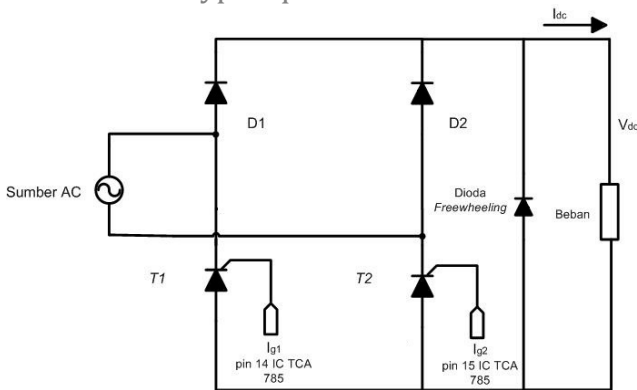 Idc
D1
D2
Vdc
Sumber AC
Dioda
Freewheeling
Beban
T1
T2
Ig1
pin 14 IC TCA
785
Ig2
pin 15 IC TCA
785